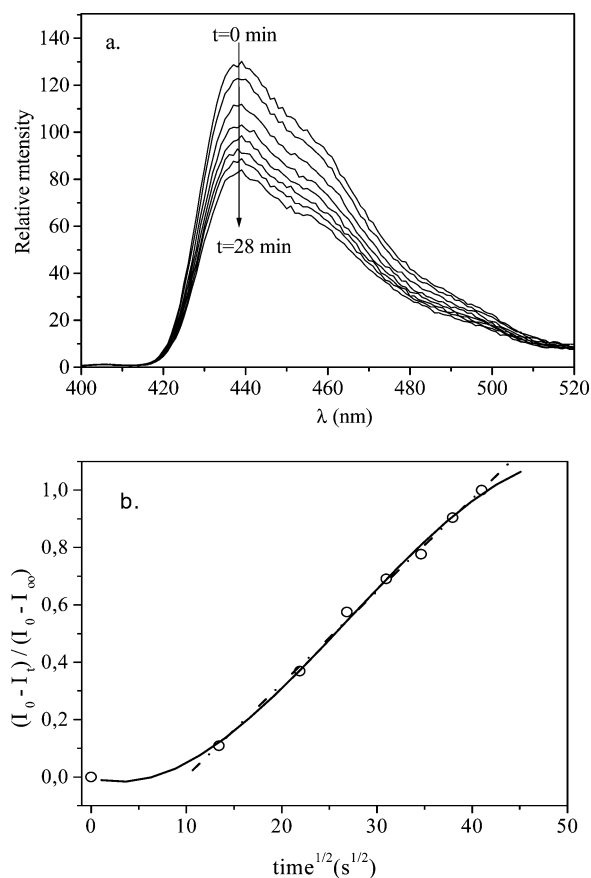 a.
t=0 min
t=28 min
Relative rntensity
140
120
100
80
60
40
20
0
400 420 440 460 480 500 520
λ (nm)
b.
(I0 - It) / (I0 - I∞)
1,0
0,8
0,6
0,4
0,2
0,0
0 10 20 30 40 50
time1/2(s1/2)